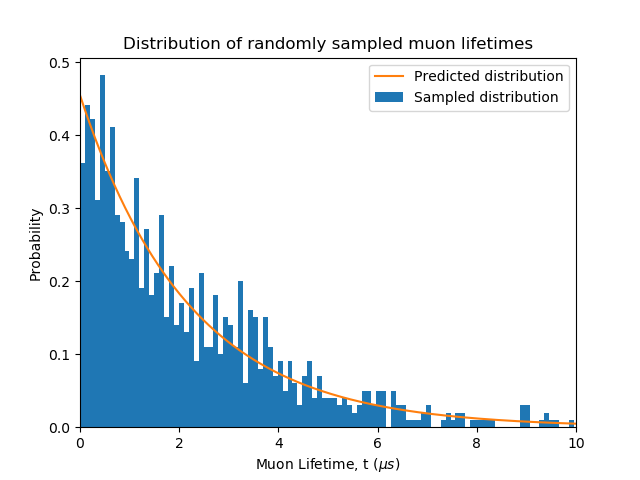 Distribution of randomly sampled muon lifetimes
0.5
0.4
0.3
0.2
0.1
0.0
Probability
Predicted distribution
Sampled distribution
0 2 4 6 8 10
Muon Lifetime, t (μs)